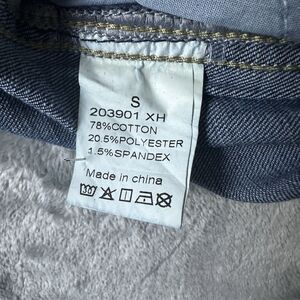 S
203901 XH
78%COTTON
20.5%POLYESTER
1.5%SPANDEX
Made in china